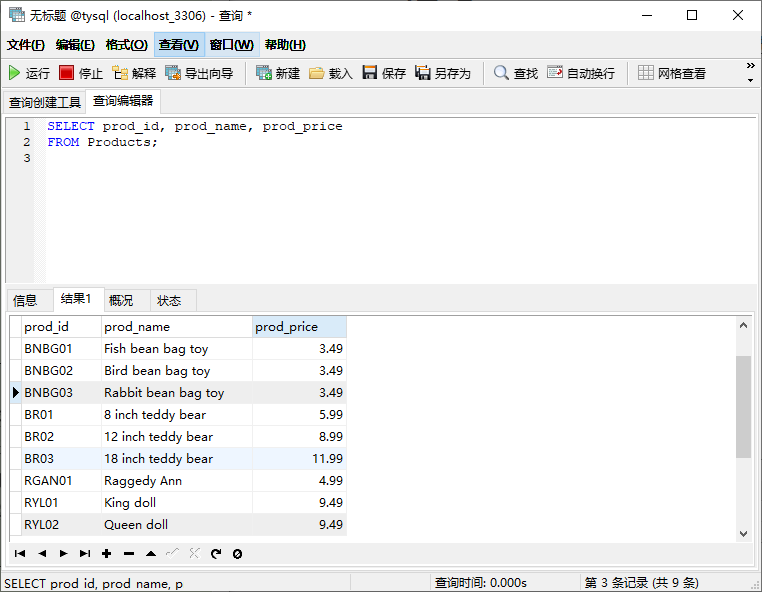 无标题 @tysql (localhost_3306) - 查询 *
文件(F) 编辑(E) 格式(O) 查看(V) 窗口(W) 帮助(H)
运行 停止 解释 导出向导 新建 载入 保存 另存为 查找 自动换行 网格查看 »
查询创建工具 查询编辑器
1 SELECT prod_id, prod_name, prod_price
2 FROM Products;
3
信息 结果1 概况 状态
prod_id prod_name prod_price
BNBG01 Fish bean bag toy 3.49
BNBG02 Bird bean bag toy 3.49
BNBG03 Rabbit bean bag toy 3.49
BR01 8 inch teddy bear 5.99
BR02 12 inch teddy bear 8.99
BR03 18 inch teddy bear 11.99
RGAN01 Raggedy Ann 4.99
RYL01 King doll 9.49
RYL02 Queen doll 9.49
SELECT prod_id, prod_name, p 查询时间: 0.000s 第 3 条记录 (共 9 条)